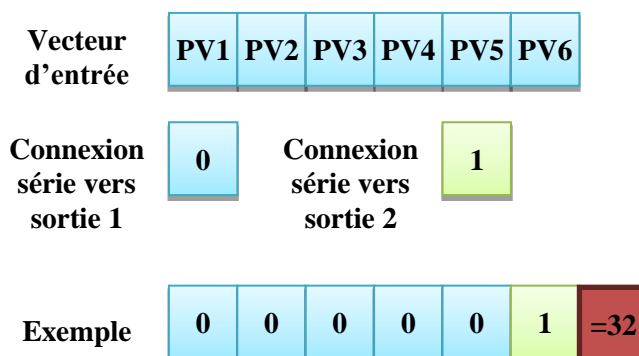 Vecteur
d'entrée
PV1 PV2 PV3 PV4 PV5 PV6
Connexion
série vers
sortie 1
0
Connexion
série vers
sortie 2
1
Exemple
0 0 0 0 0 1 =32